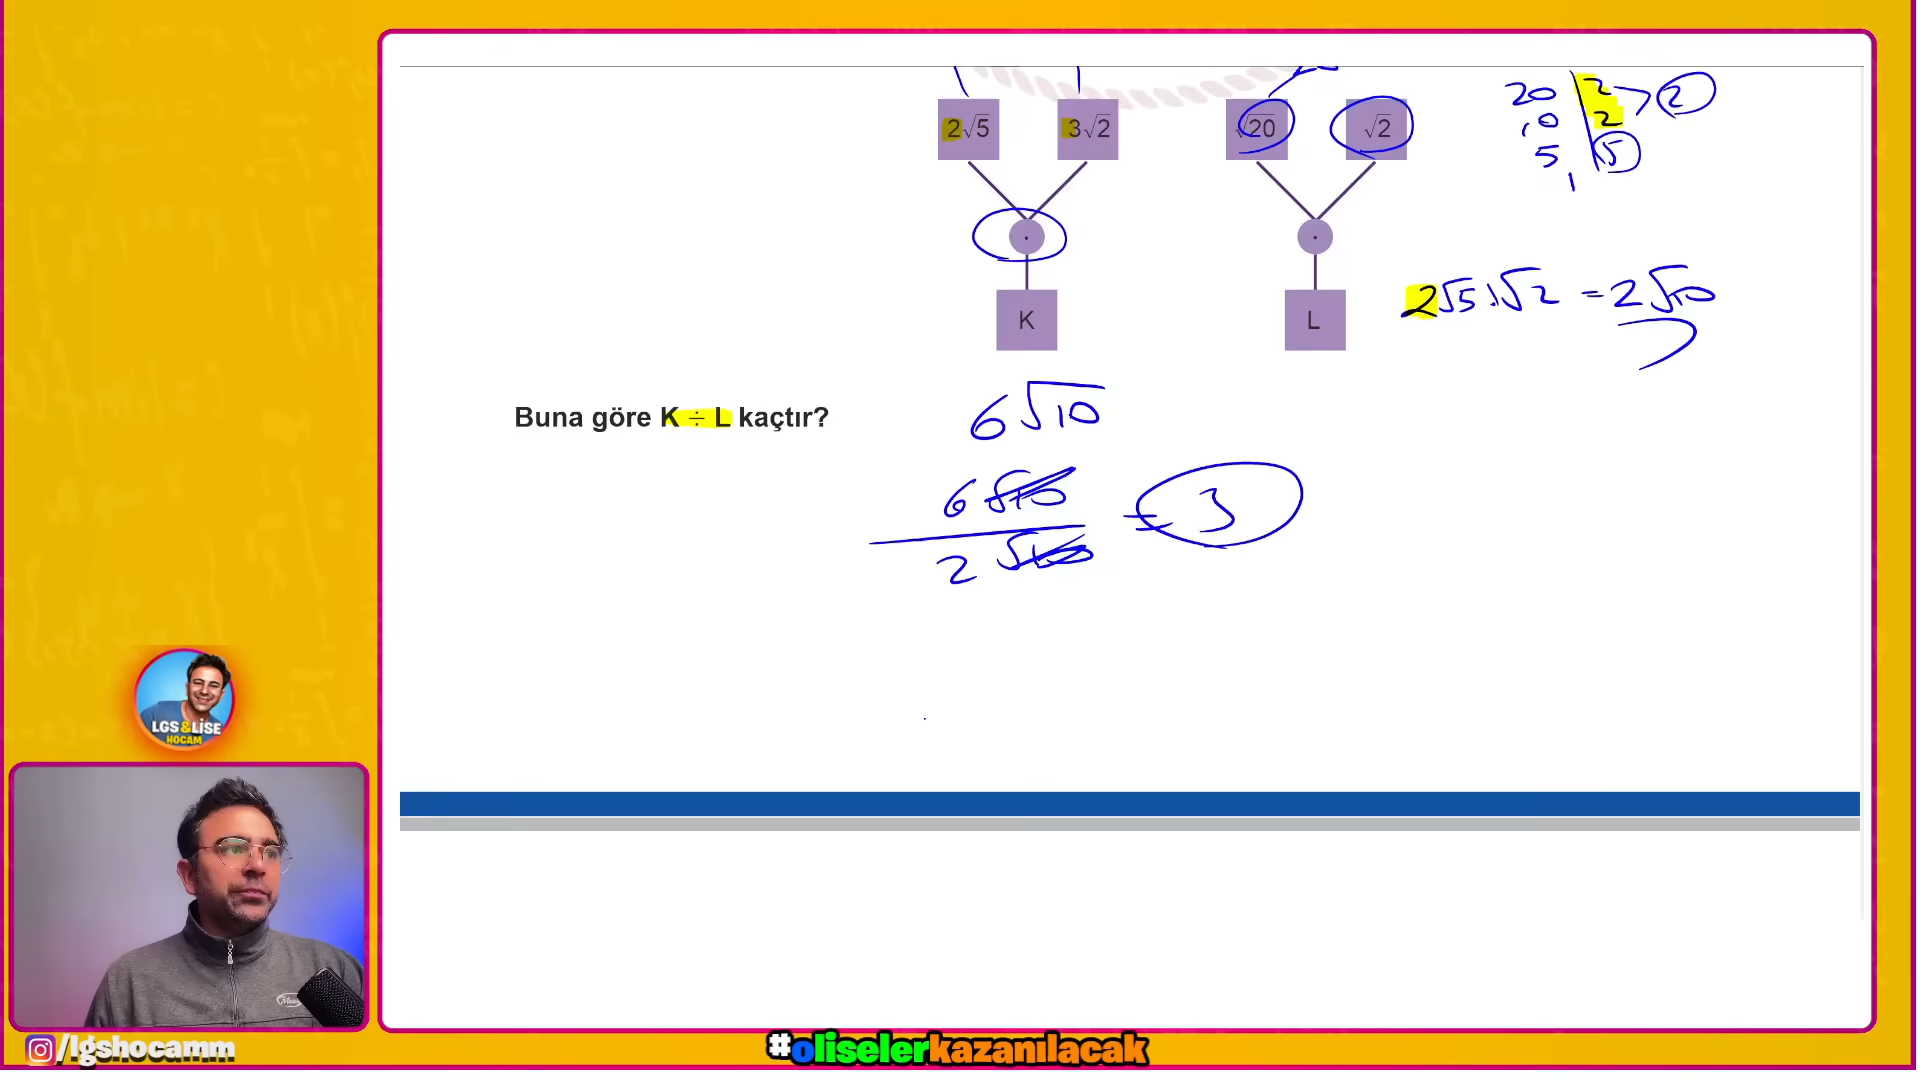 2√5 3√2 √20 √2
20 2 2
10 2
5 5
1
· ·
K L
2√5 . √2 = 2√10
Buna göre K ÷ L kaçtır?
6√10
6√10
2√10
= 3
LGS&LİSE
HOCAM
/lgshocamm
#oliselerkazanılacak